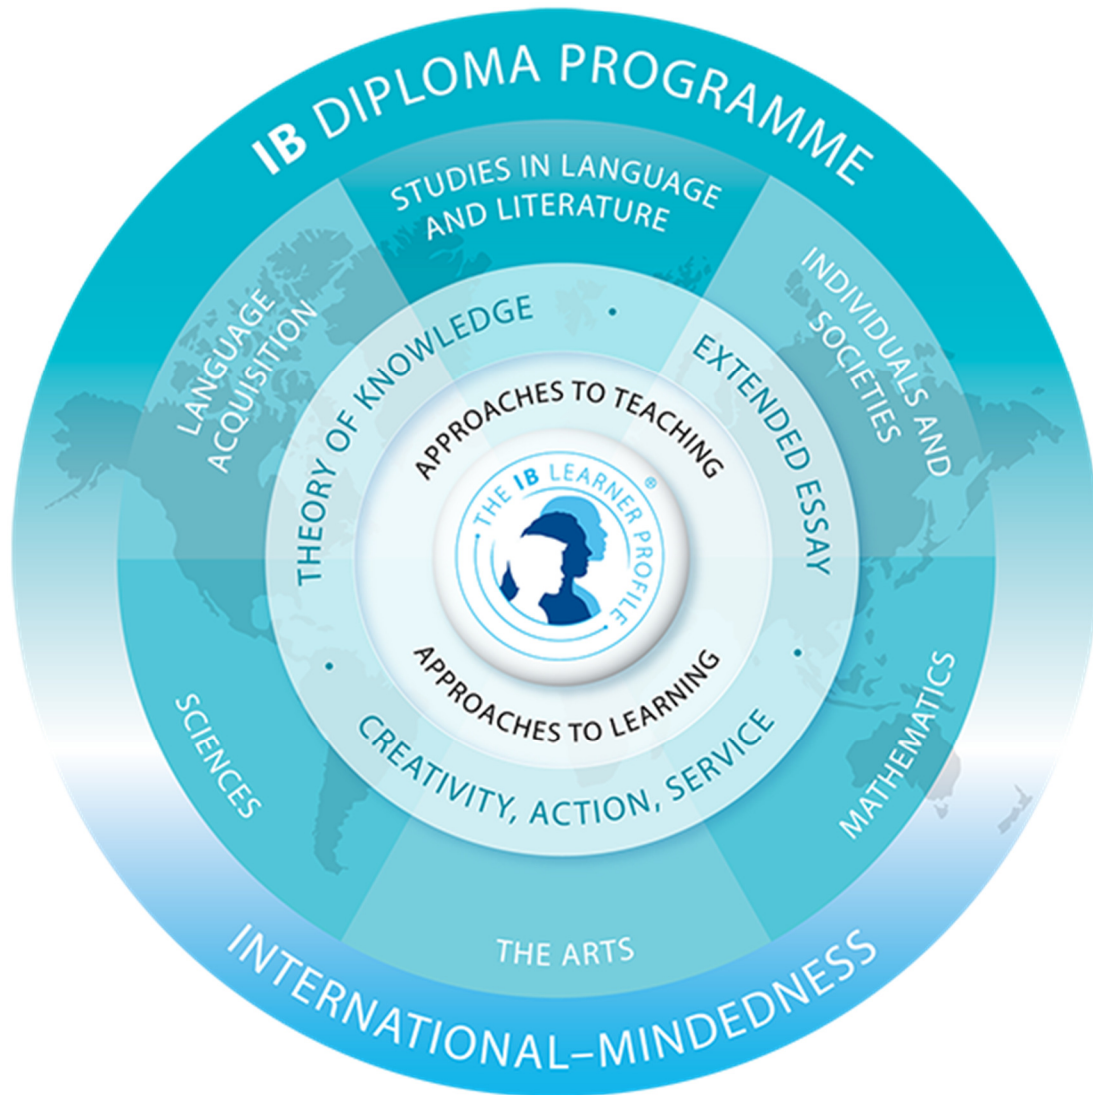 IB DIPLOMA PROGRAMME
STUDIES IN LANGUAGE
AND LITERATURE
LANGUAGE
ACQUISITION
INDIVIDUALS AND
SOCIETIES
THEORY OF KNOWLEDGE
EXTENDED ESSAY
APPROACHES TO TEACHING
THE IB LEARNER PROFILE®
APPROACHES TO LEARNING
CREATIVITY, ACTION, SERVICE
SCIENCES
MATHEMATICS
THE ARTS
INTERNATIONAL–MINDEDNESS